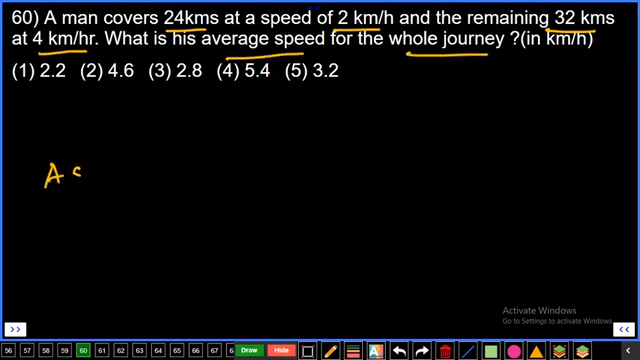 60) A man covers 24kms at a speed of 2 km/h and the remaining 32 kms
at 4 km/hr. What is his average speed for the whole journey ?(in km/h)
(1) 2.2 (2) 4.6 (3) 2.8 (4) 5.4 (5) 3.2
A
Activate Windows
Go to Settings to activate Windows.
>> <<
56 57 58 59 60 61 62 63 64 65 66 67 6 Draw Hide A